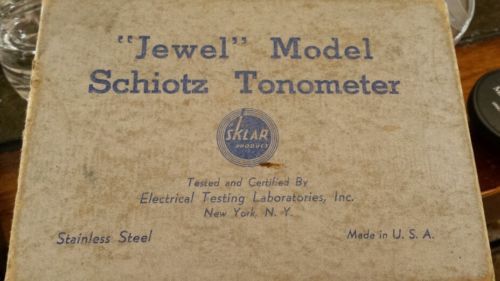 "Jewel" Model
Schiotz Tonometer
SKLAR
PRODUCT
Tested and Certified By
Electrical Testing Laboratories, Inc.
New York, N. Y.
Stainless Steel
Made in U. S. A.